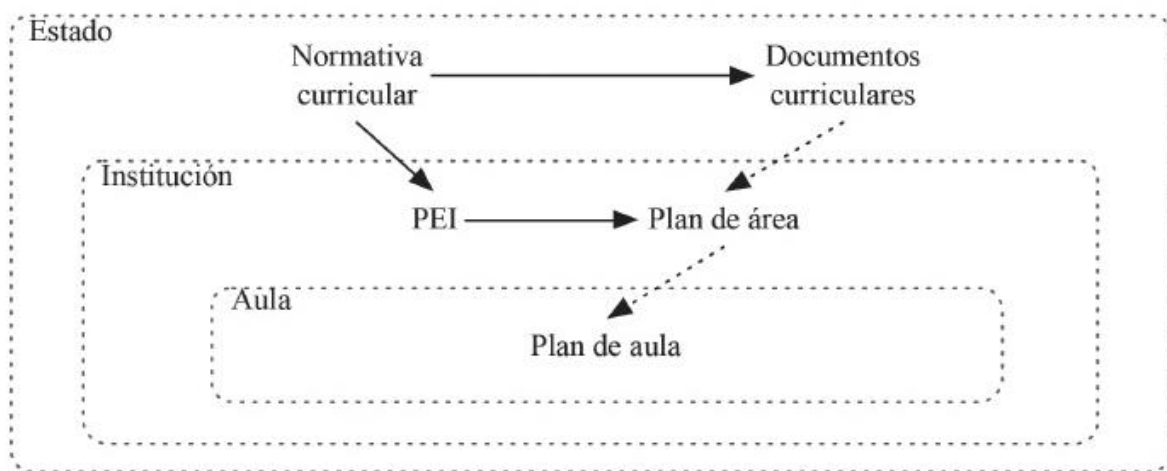 Estado
Normativa
curricular
Documentos
curriculares
Institución
PEI
Plan de área
Aula
Plan de aula